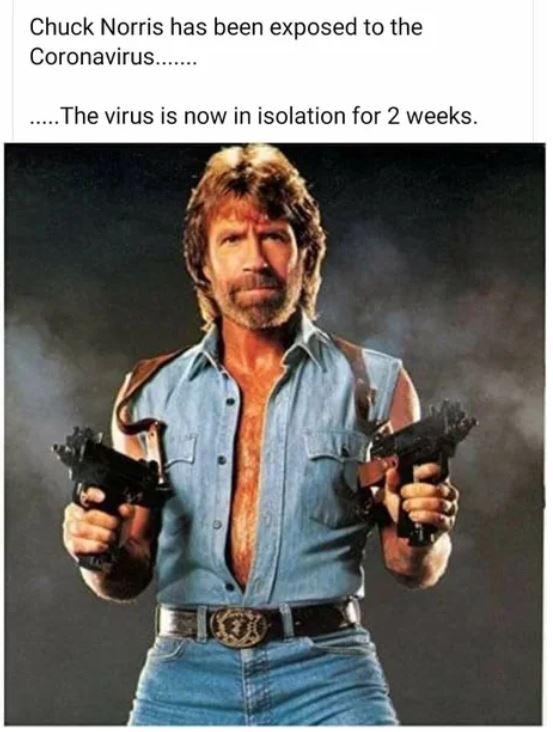 Chuck Norris has been exposed to the
Coronavirus.......
.....The virus is now in isolation for 2 weeks.